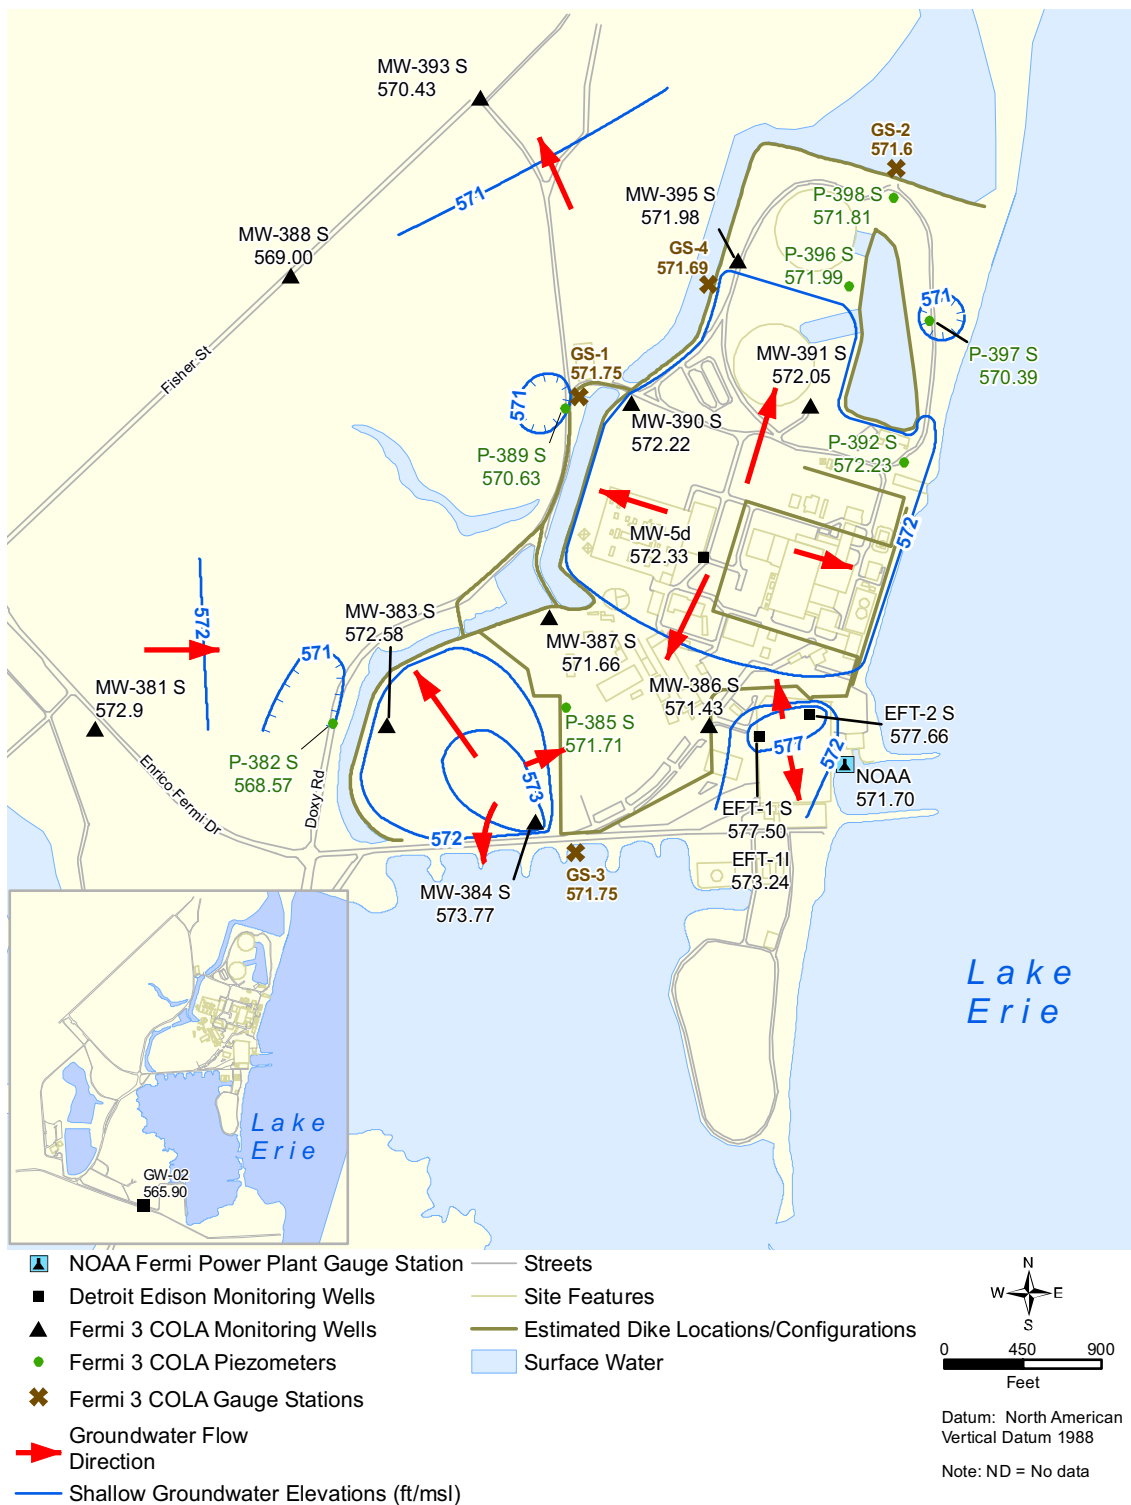 MW-393 S
570.43
GS-2
571.6
MW-395 S
571.98
P-398 S
571.81
571
MW-388 S
569.00
GS-4
571.69
P-396 S
571.99
571
Fisher St
GS-1
571.75
MW-391 S
572.05
P-397 S
570.39
571
MW-390 S
572.22
P-389 S
570.63
P-392 S
572.23
MW-5d
572.33
572
572
MW-383 S
572.58
MW-387 S
571.66
571
MW-381 S
572.9
MW-386 S
571.43
P-385 S
571.71
EFT-2 S
577.66
P-382 S
568.57
577
572
Enrico Fermi Dr
Doxy Rd
573
NOAA
571.70
EFT-1 S
577.50
572
EFT-1I
573.24
GS-3
571.75
MW-384 S
573.77
Lake
Erie
Lake
Erie
GW-02
565.90
NOAA Fermi Power Plant Gauge Station
Detroit Edison Monitoring Wells
Fermi 3 COLA Monitoring Wells
Fermi 3 COLA Piezometers
Fermi 3 COLA Gauge Stations
Groundwater Flow
Direction
Shallow Groundwater Elevations (ft/msl)
Streets
Site Features
Estimated Dike Locations/Configurations
Surface Water
N
W E
S
0 450 900
Feet
Datum: North American
Vertical Datum 1988
Note: ND = No data